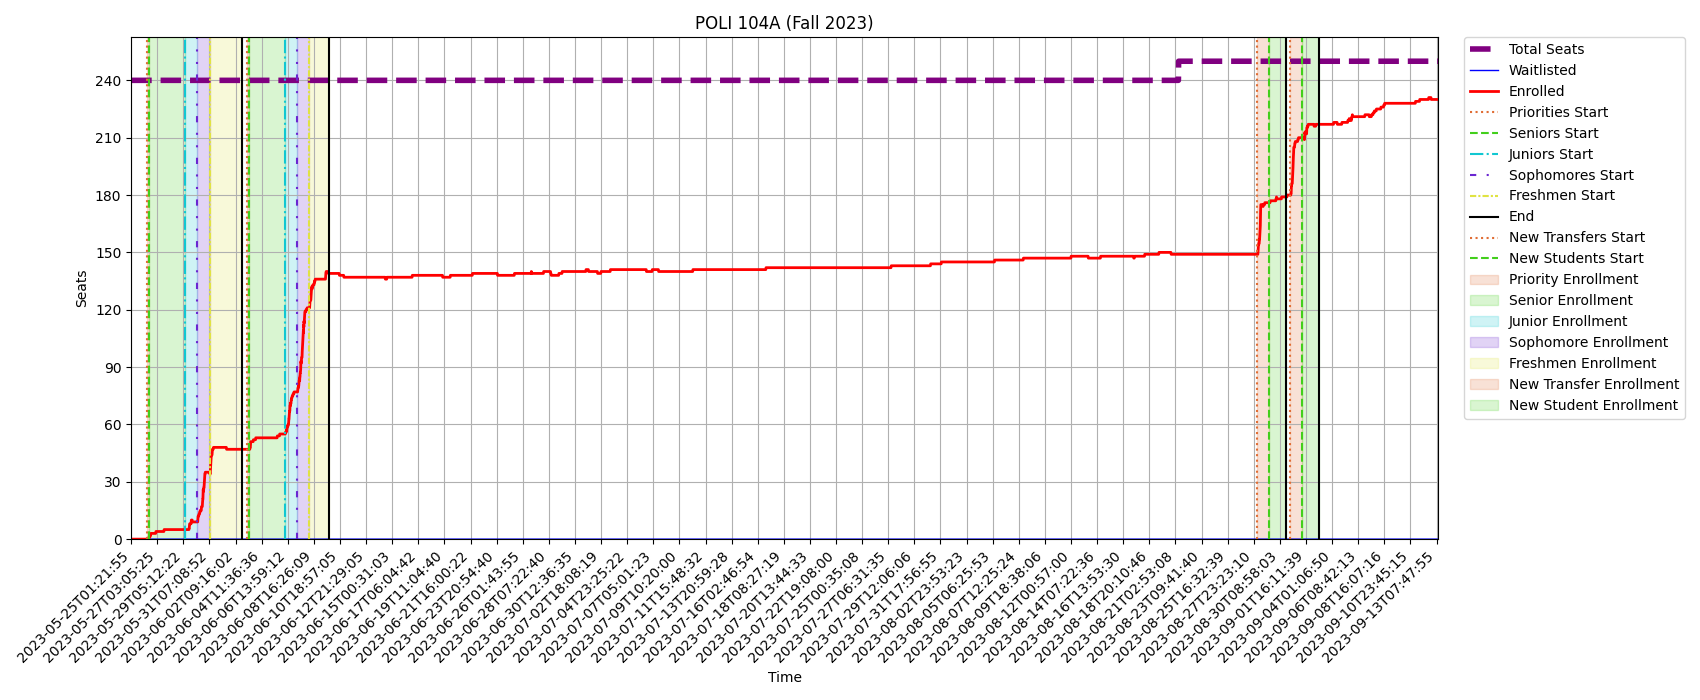 POLI 104A (Fall 2023)
Seats
240
210
180
150
120
90
60
30
0
2023-05-25T01:21:55
2023-05-27T03:05:25
2023-05-29T05:12:22
2023-05-31T07:08:52
2023-06-02T09:16:02
2023-06-04T11:36:36
2023-06-06T13:59:12
2023-06-08T16:26:09
2023-06-10T18:57:05
2023-06-12T21:29:05
2023-06-15T00:31:03
2023-06-17T06:04:42
2023-06-19T11:04:40
2023-06-21T16:00:22
2023-06-23T20:54:40
2023-06-26T01:43:55
2023-06-28T07:22:40
2023-06-30T12:36:35
2023-07-02T18:08:19
2023-07-04T23:25:22
2023-07-07T05:01:23
2023-07-09T10:20:00
2023-07-11T15:48:32
2023-07-13T20:59:28
2023-07-16T02:46:54
2023-07-18T08:27:19
2023-07-20T13:44:33
2023-07-22T19:08:00
2023-07-25T00:35:08
2023-07-27T06:31:35
2023-07-29T12:06:06
2023-07-31T17:56:55
2023-08-02T23:53:23
2023-08-05T06:25:53
2023-08-07T12:25:24
2023-08-09T18:38:06
2023-08-12T00:57:00
2023-08-14T07:22:36
2023-08-16T13:53:30
2023-08-18T20:10:46
2023-08-21T02:53:08
2023-08-23T09:41:40
2023-08-25T16:32:39
2023-08-27T23:23:10
2023-08-30T08:58:03
2023-09-01T16:11:39
2023-09-04T01:06:50
2023-09-06T08:42:13
2023-09-08T16:07:16
2023-09-10T23:45:15
2023-09-13T07:47:55
Time
Total Seats
Waitlisted
Enrolled
Priorities Start
Seniors Start
Juniors Start
Sophomores Start
Freshmen Start
End
New Transfers Start
New Students Start
Priority Enrollment
Senior Enrollment
Junior Enrollment
Sophomore Enrollment
Freshmen Enrollment
New Transfer Enrollment
New Student Enrollment